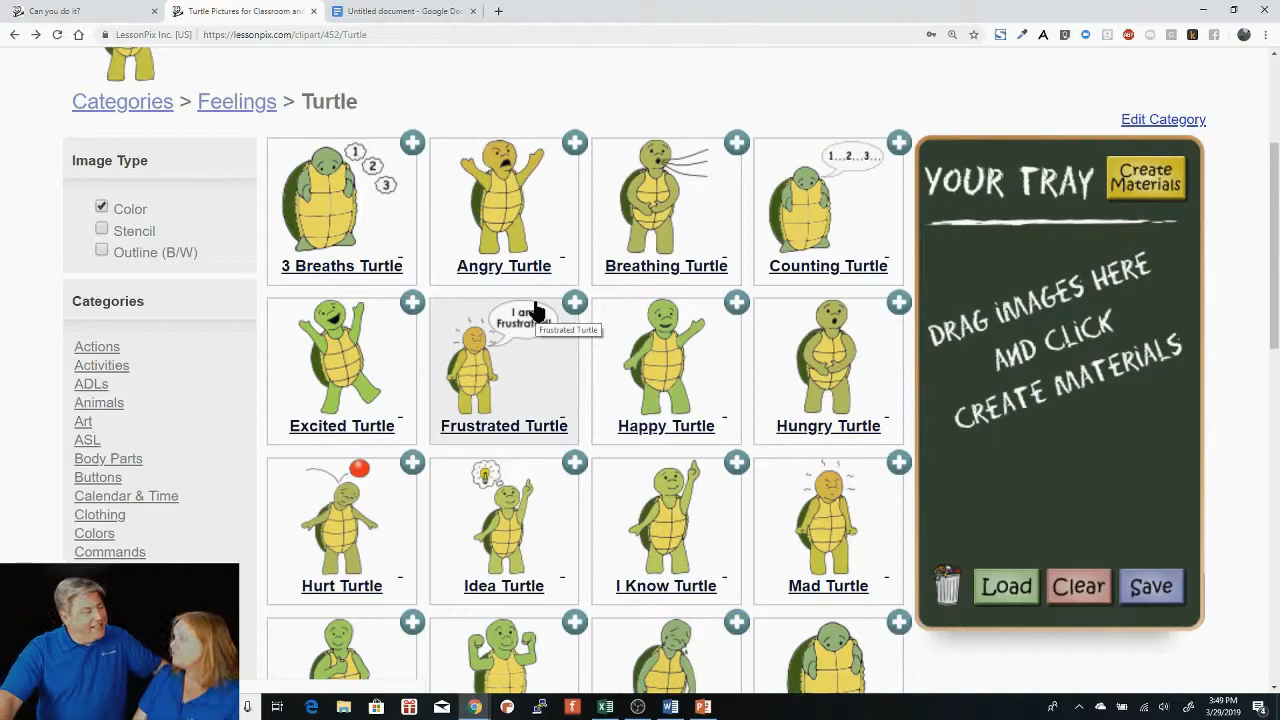 Can you do it?
Turtle Pictures for Classroom and
Untitled document - Google Do
LessonPix Inc. [US] | https://lessonpix.com/clipart/452/Turtle
Categories > Feelings > Turtle
Edit Category
Image Type
Color
Stencil
Outline (B/W)
Categories
Actions
Activities
ADLs
Animals
Art
ASL
Body Parts
Buttons
Calendar & Time
Clothing
Colors
Commands
1
2
3
1...2...3...
3 Breaths Turtle
Angry Turtle
Breathing Turtle
Counting Turtle
Frustrated Turtle
Excited Turtle
Frustrated Turtle
Happy Turtle
Hungry Turtle
Hurt Turtle
Idea Turtle
I Know Turtle
Mad Turtle
YOUR TRAY
Create
Materials
DRAG IMAGES HERE
AND CLICK
CREATE MATERIALS
Load
Clear
Save
3:49 PM
3/29/2019